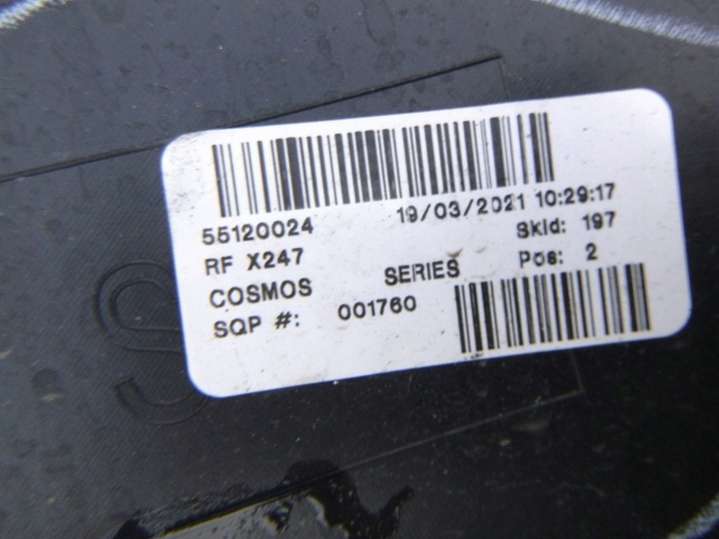 55120024 19/03/2021 10:29:17
RF X247 Skid: 197
COSMOS SERIES Pos: 2
SQP #: 001760
S